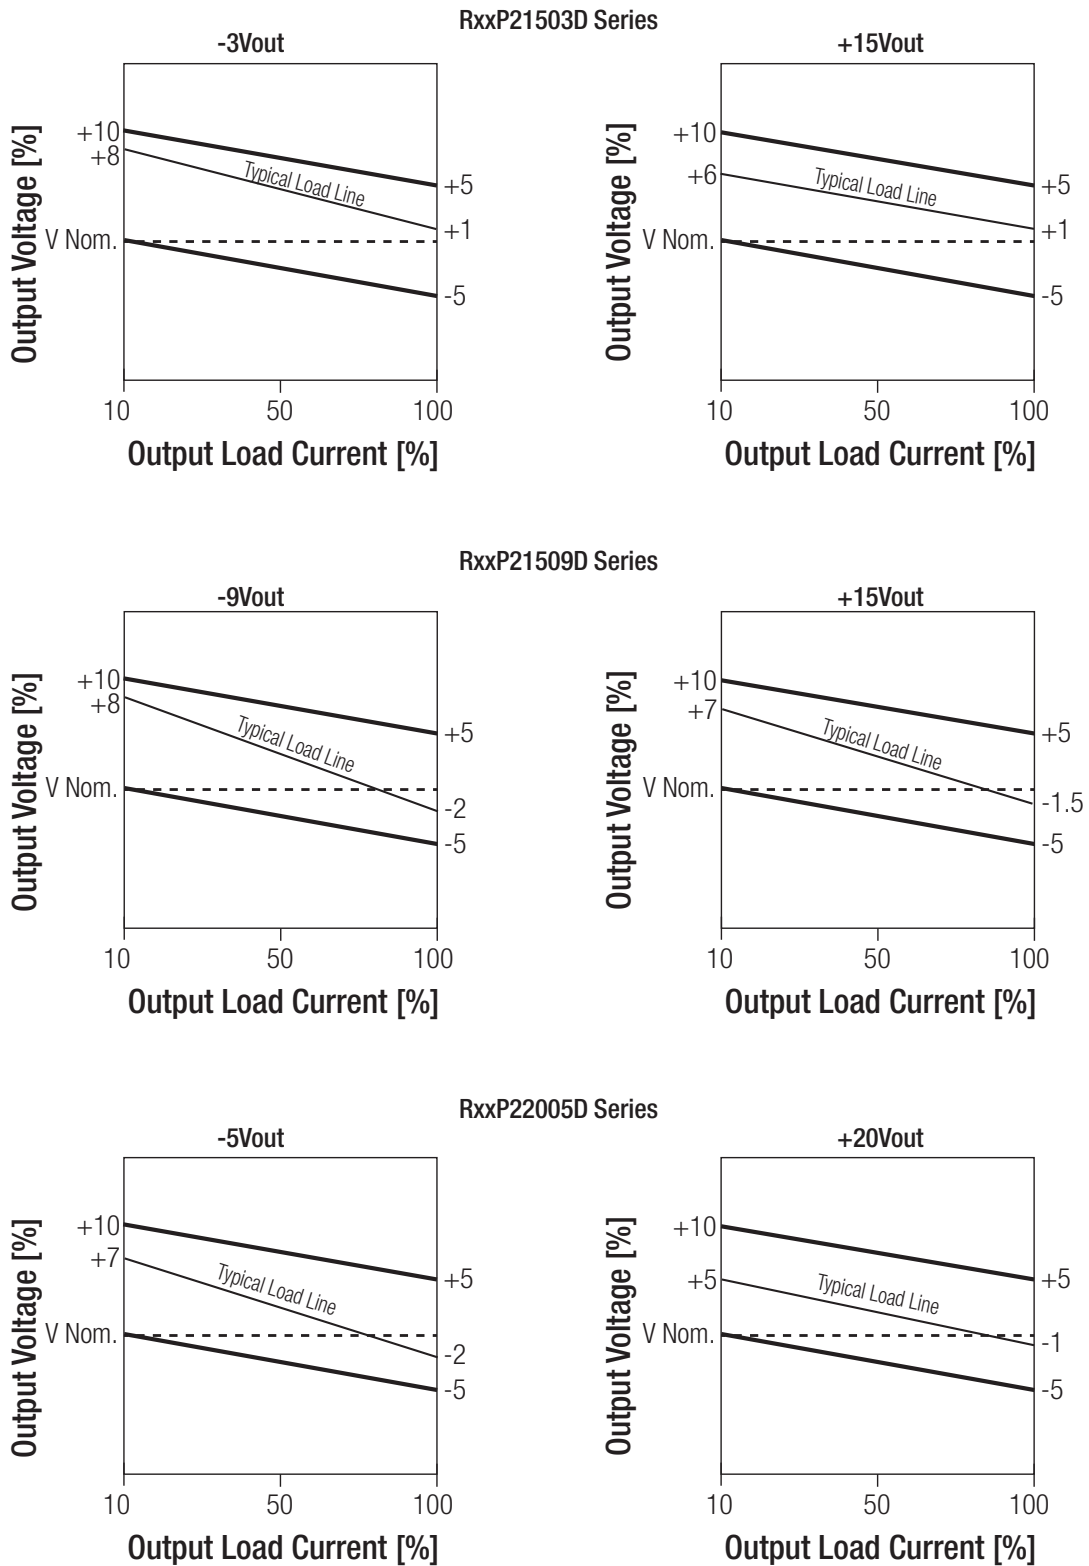 RxxP21503D Series
-3Vout
Output Voltage [%]
+10
+8
V Nom.
Typical Load Line
+5
+1
-5
10
50
100
Output Load Current [%]
+15Vout
Output Voltage [%]
+10
+6
V Nom.
Typical Load Line
+5
+1
-5
10
50
100
Output Load Current [%]
RxxP21509D Series
-9Vout
Output Voltage [%]
+10
+8
V Nom.
Typical Load Line
+5
-2
-5
10
50
100
Output Load Current [%]
+15Vout
Output Voltage [%]
+10
+7
V Nom.
Typical Load Line
+5
-1.5
-5
10
50
100
Output Load Current [%]
RxxP22005D Series
-5Vout
Output Voltage [%]
+10
+7
V Nom.
Typical Load Line
+5
-2
-5
10
50
100
Output Load Current [%]
+20Vout
Output Voltage [%]
+10
+5
V Nom.
Typical Load Line
+5
-1
-5
10
50
100
Output Load Current [%]